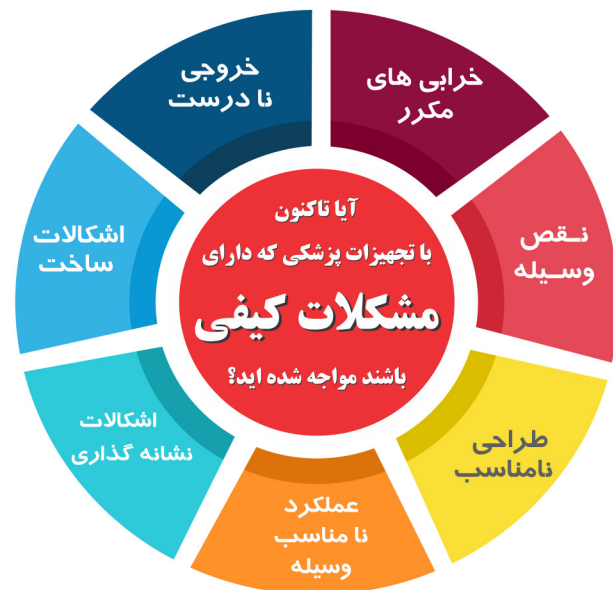 آیا تاکنون
با تجهیزات پزشکی که دارای
مشکلات کیفی
باشند مواجه شده اید؟
خرابی های
مکرر
نـقص
وسـیله
طراحی
نامناسب
عملکرد
نا مناسب
وسیله
اشکالات
نشانه گذاری
اشکالات
ساخت
خروجی
نا درست